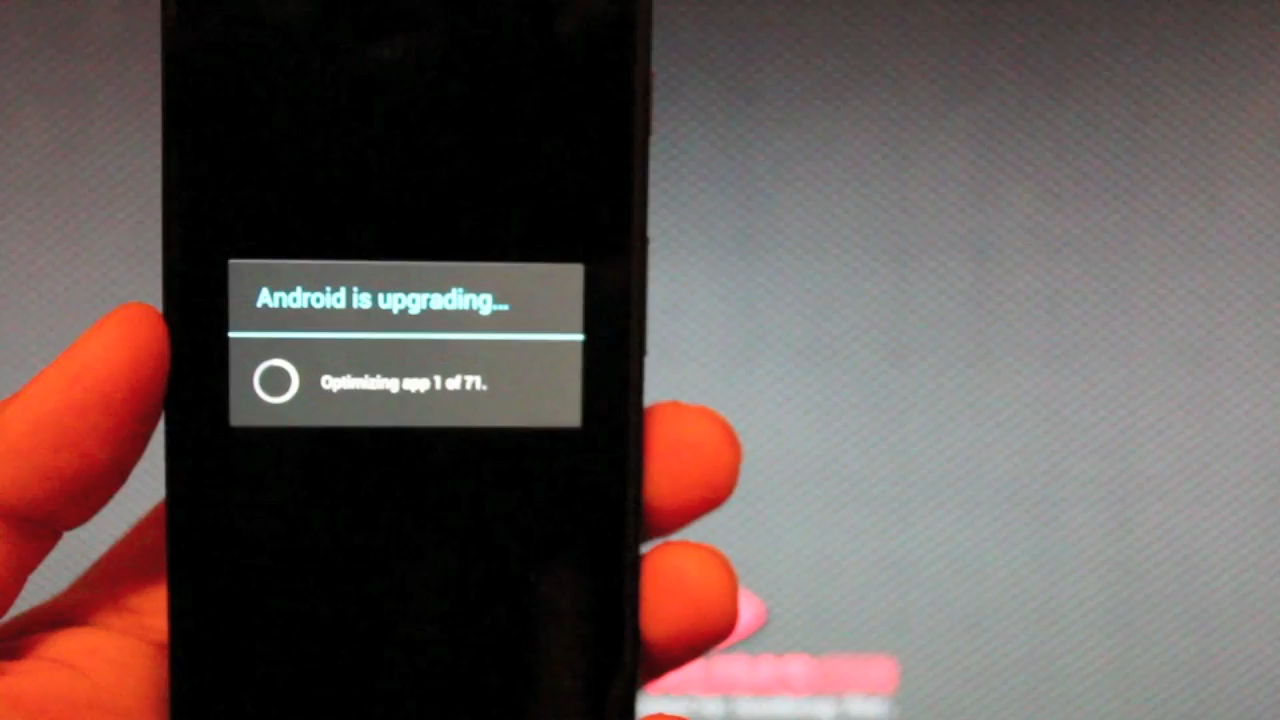 Android is upgrading...
Optimizing app 1 of 71.